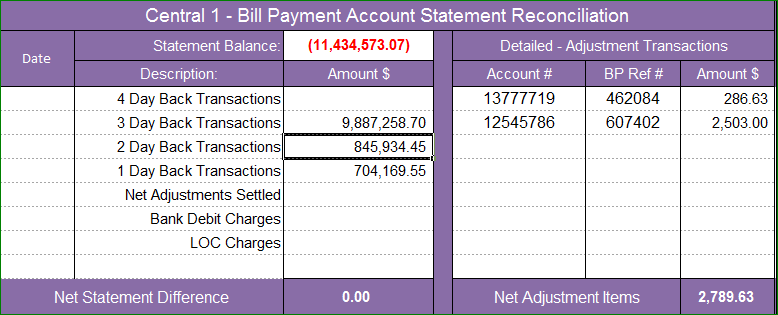 Central 1 - Bill Payment Account Statement Reconciliation
Date Statement Balance: (11,434,573.07) Detailed - Adjustment Transactions
Description: Amount $ Account # BP Ref # Amount $
4 Day Back Transactions 13777719 462084 286.63
3 Day Back Transactions 9,887,258.70 12545786 607402 2,503.00
2 Day Back Transactions 845,934.45
1 Day Back Transactions 704,169.55
Net Adjustments Settled
Bank Debit Charges
LOC Charges
Net Statement Difference 0.00 Net Adjustment Items 2,789.63